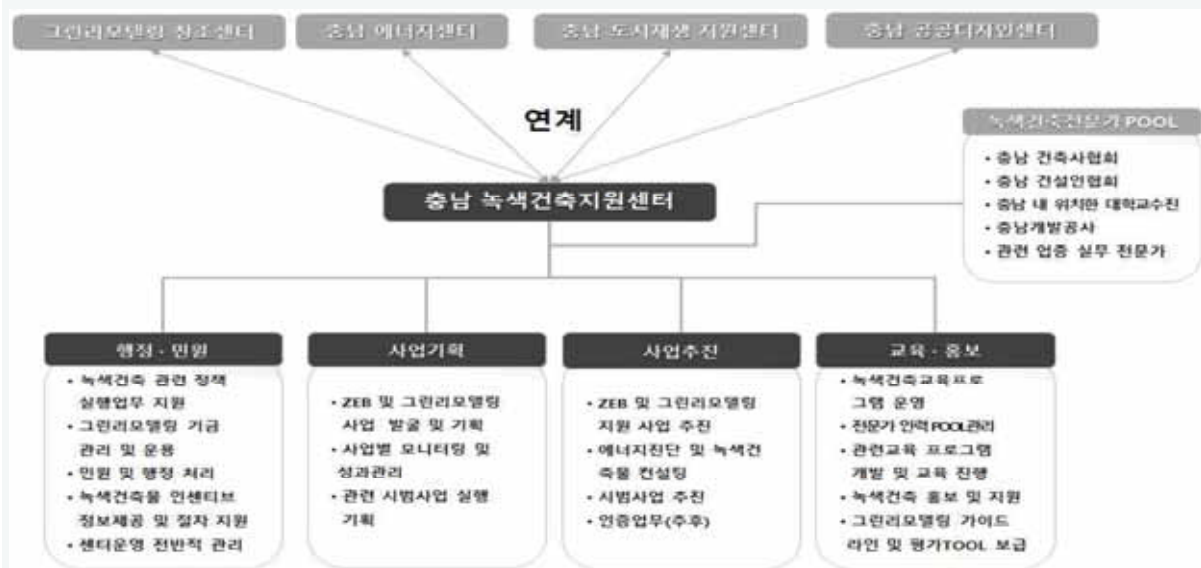 그린리모델링 창조센터
충남 에너지센터
충남 도시재생 지원센터
충남 공공디자인센터
연계
녹색건축전문가 POOL
• 충남 건축사협회
• 충남 건설인협회
• 충남 내 위치한 대학교수진
• 충남개발공사
• 관련 업종 실무 전문가
충남 녹색건축지원센터
행정·민원
• 녹색건축 관련 정책
실행업무 지원
• 그린리모델링 기금
관리 및 운용
• 민원 및 행정 처리
• 녹색건축물 인센티브
정보제공 및 절차 지원
• 센터운영 전반적 관리
사업기획
• ZEB 및 그린리모델링
사업 발굴 및 기획
• 사업별 모니터링 및
성과관리
• 관련 시범사업 실행
기획
사업추진
• ZEB 및 그린리모델링
지원 사업 추진
• 에너지진단 및 녹색건
축물 컨설팅
• 시범사업 추진
• 인증업무(추후)
교육·홍보
• 녹색건축교육프로
그램 운영
• 전문가 인력 POOL관리
• 관련교육 프로그램
개발 및 교육 진행
• 녹색건축 홍보 및 지원
• 그린리모델링 가이드
라인 및 평가TOOL 보급